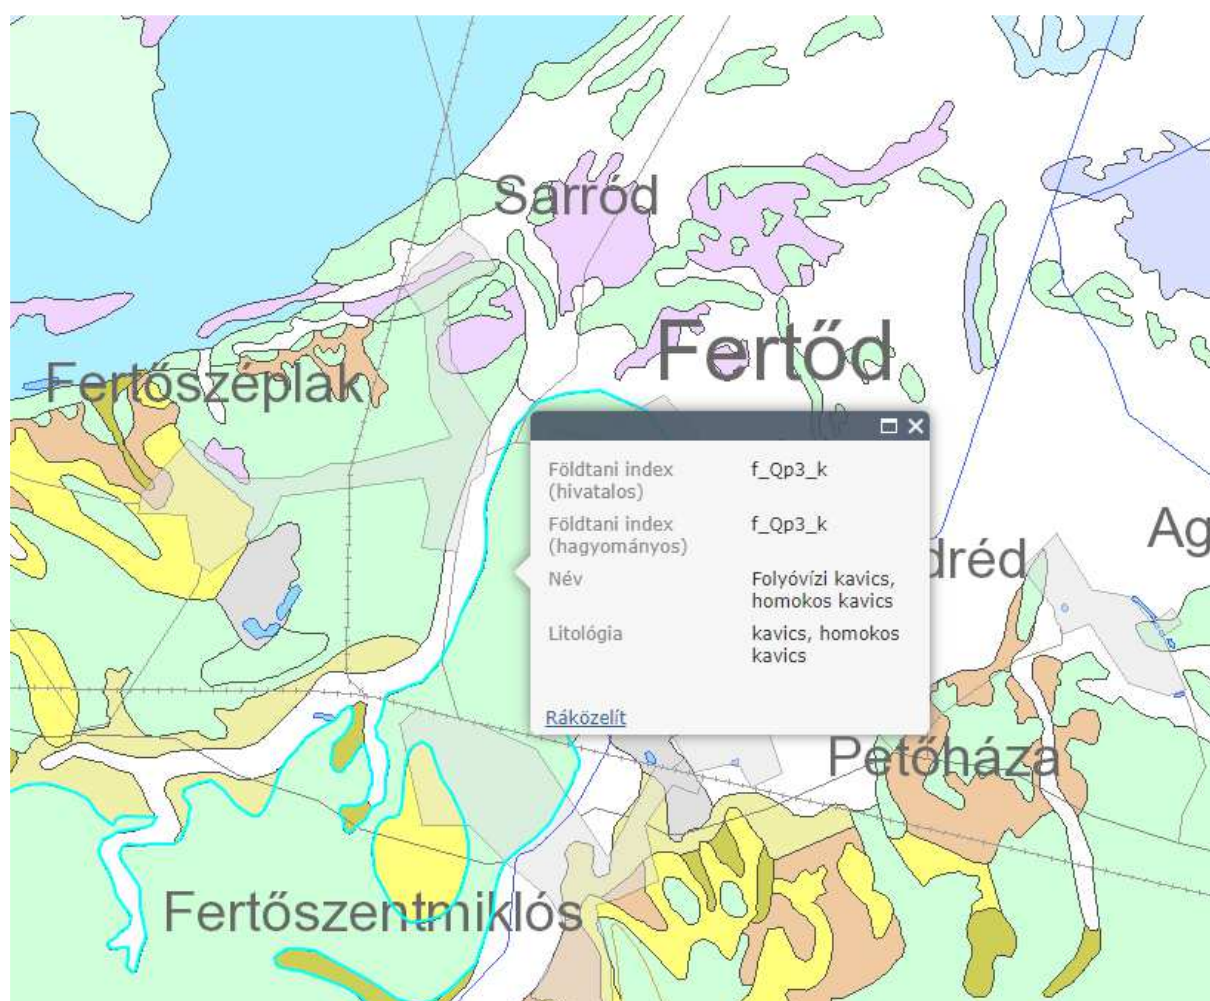 Sarród
Fertőd
Fertőszéplak
Földtani index
(hivatalos)
f_Qp3_k
Földtani index
(hagyományos)
f_Qp3_k
Név
Folyóvízi kavics,
homokos kavics
Litológia
kavics, homokos
kavics
Ráközelít
Ag
dréd
Petőháza
Fertőszentmiklós